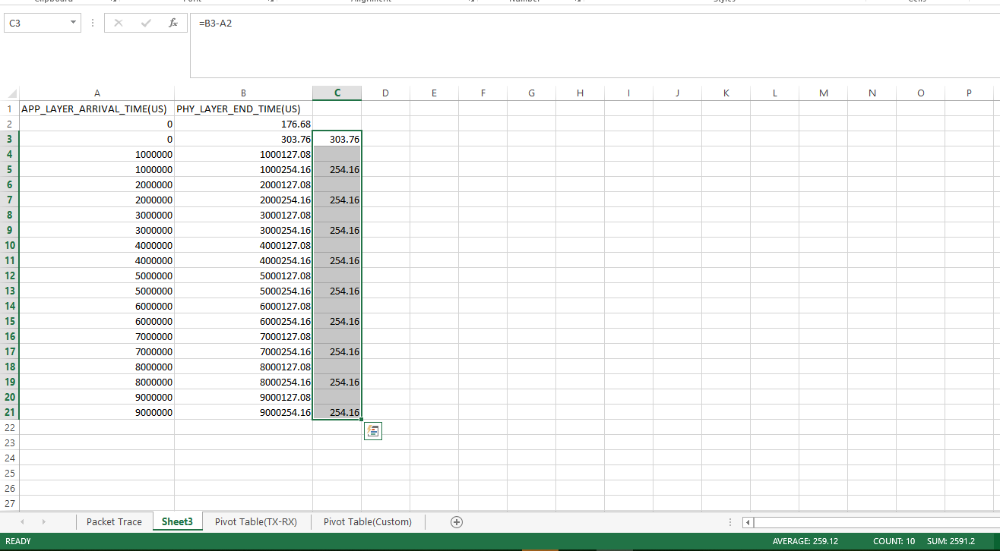 Clipboard Font Alignment Number Styles Cells
C3 fx =B3-A2
A B C D E F G H I J K L M N O P
1 APP_LAYER_ARRIVAL_TIME(US) PHY_LAYER_END_TIME(US)
2 0 176.68
3 0 303.76 303.76
4 1000000 1000127.08
5 1000000 1000254.16 254.16
6 2000000 2000127.08
7 2000000 2000254.16 254.16
8 3000000 3000127.08
9 3000000 3000254.16 254.16
10 4000000 4000127.08
11 4000000 4000254.16 254.16
12 5000000 5000127.08
13 5000000 5000254.16 254.16
14 6000000 6000127.08
15 6000000 6000254.16 254.16
16 7000000 7000127.08
17 7000000 7000254.16 254.16
18 8000000 8000127.08
19 8000000 8000254.16 254.16
20 9000000 9000127.08
21 9000000 9000254.16 254.16
22
23
24
25
26
27
Packet Trace Sheet3 Pivot Table(TX-RX) Pivot Table(Custom)
READY AVERAGE: 259.12 COUNT: 10 SUM: 2591.2